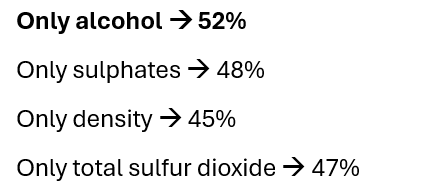 Only alcohol → 52%
Only sulphates → 48%
Only density → 45%
Only total sulfur dioxide → 47%